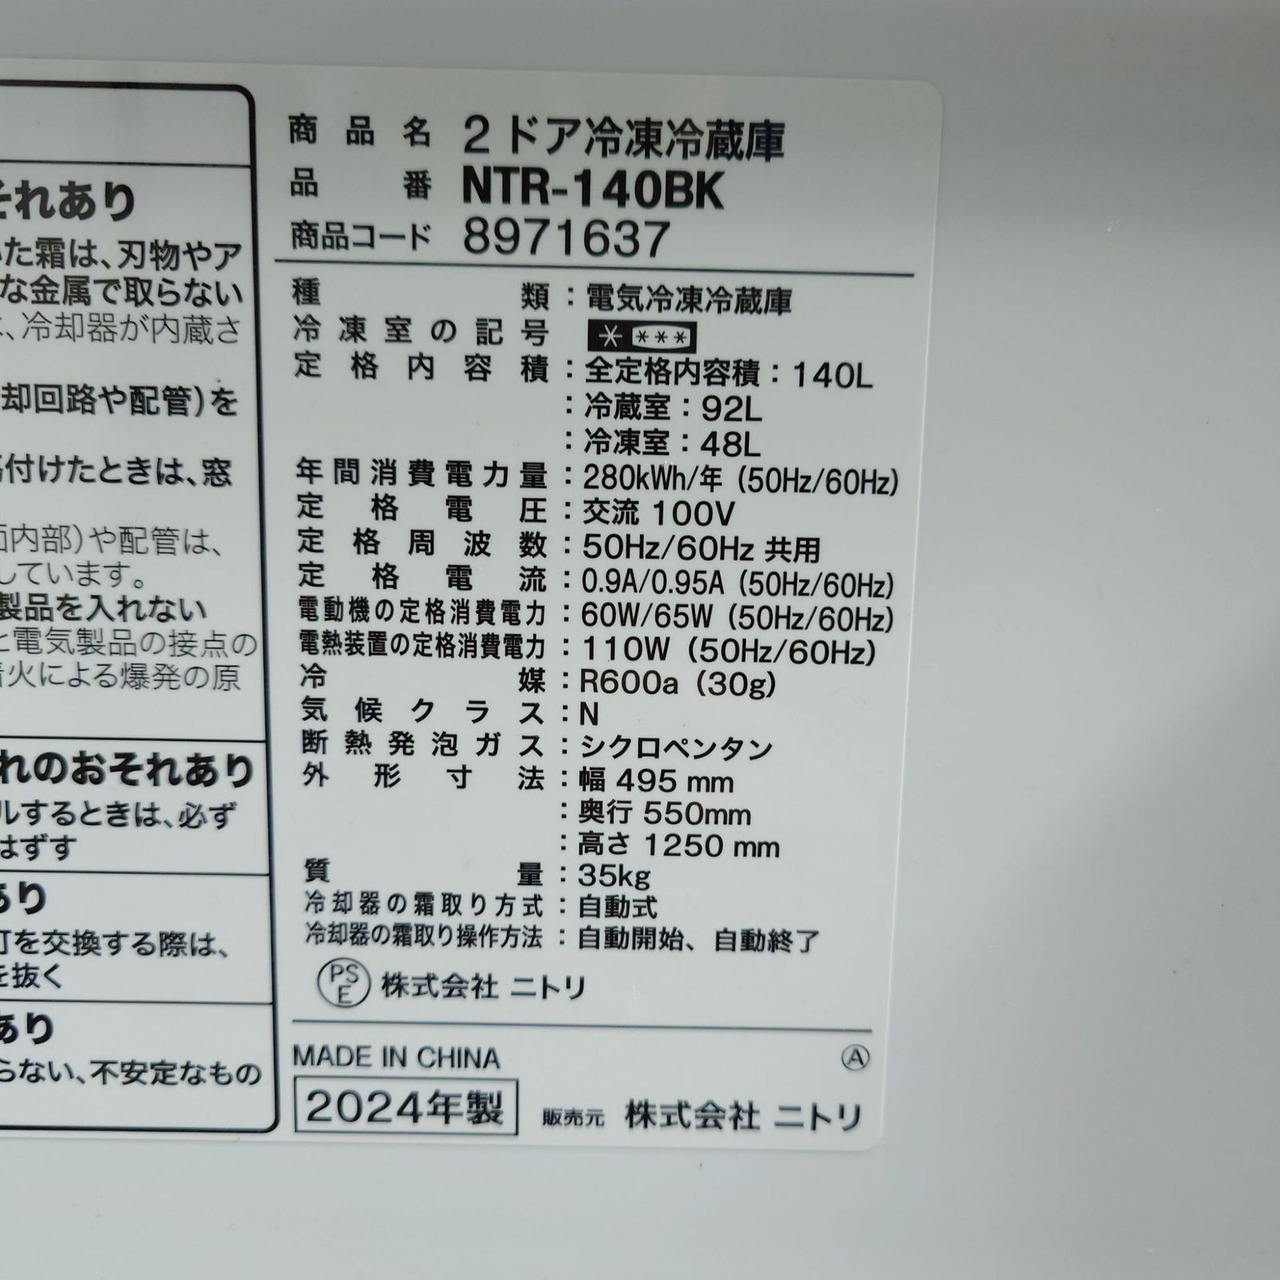 それあり
いた霜は、刃物やア
な金属で取らない
、冷却器が内蔵さ
却回路や配管)を
付けたときは、窓
面内部)や配管は、
しています。
製品を入れない
と電気製品の接点の
着火による爆発の原
れのおそれあり
ルするときは、必ず
はずす
あり
灯を交換する際は、
を抜く
あり
らない、不安定なもの
商品名 2ドア冷凍冷蔵庫
品番 NTR-140BK
商品コード 8971637
種類:電気冷凍冷蔵庫
冷凍室の記号 * ***
定格内容積:全定格内容積:140L
:冷蔵室:92L
:冷凍室:48L
年間消費電力量:280kWh/年 (50Hz/60Hz)
定格電圧:交流 100V
定格周波数:50Hz/60Hz 共用
定格電流:0.9A/0.95A (50Hz/60Hz)
電動機の定格消費電力:60W/65W (50Hz/60Hz)
電熱装置の定格消費電力:110W (50Hz/60Hz)
冷媒:R600a (30g)
気候クラス:N
断熱発泡ガス:シクロペンタン
外形寸法:幅 495 mm
:奥行 550mm
:高さ 1250 mm
質量:35kg
冷却器の霜取り方式:自動式
冷却器の霜取り操作方法:自動開始、自動終了
PSE 株式会社 ニトリ
MADE IN CHINA Ⓐ
2024年製 販売元 株式会社 ニトリ